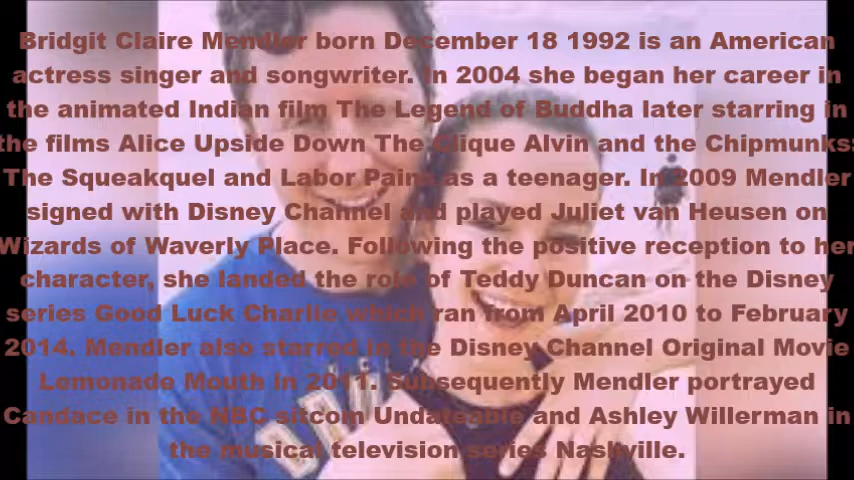 Bridgit Claire Mendler born December 18 1992 is an American
actress singer and songwriter. In 2004 she began her career in
the animated Indian film The Legend of Buddha later starring in
the films Alice Upside Down The Clique Alvin and the Chipmunks:
The Squeakquel and Labor Pains as a teenager. In 2009 Mendler
signed with Disney Channel and played Juliet van Heusen on
Wizards of Waverly Place. Following the positive reception to her
character, she landed the role of Teddy Duncan on the Disney
series Good Luck Charlie which ran from April 2010 to February
2014. Mendler also starred in the Disney Channel Original Movie
Lemonade Mouth in 2011. Subsequently Mendler portrayed
Candace in the NBC sitcom Undateable and Ashley Willerman in
the musical television series Nashville.